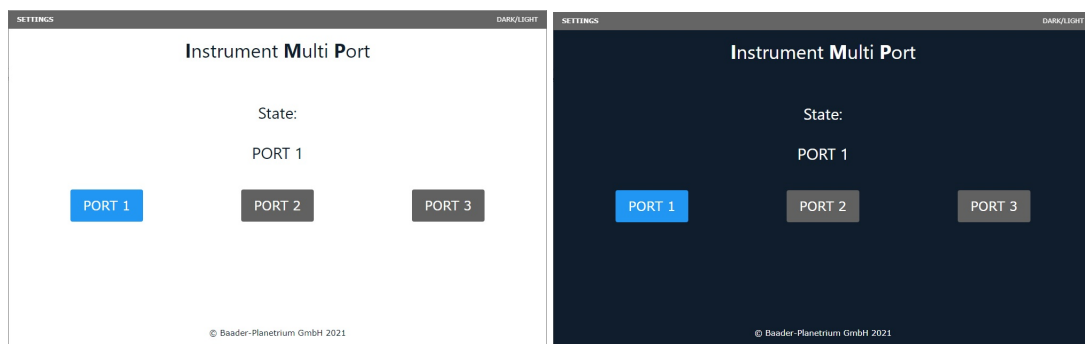 SETTINGS DARK/LIGHT
Instrument Multi Port
State:
PORT 1
PORT 1 PORT 2 PORT 3
© Baader-Planetrium GmbH 2021
SETTINGS DARK/LIGHT
Instrument Multi Port
State:
PORT 1
PORT 1 PORT 2 PORT 3
© Baader-Planetrium GmbH 2021